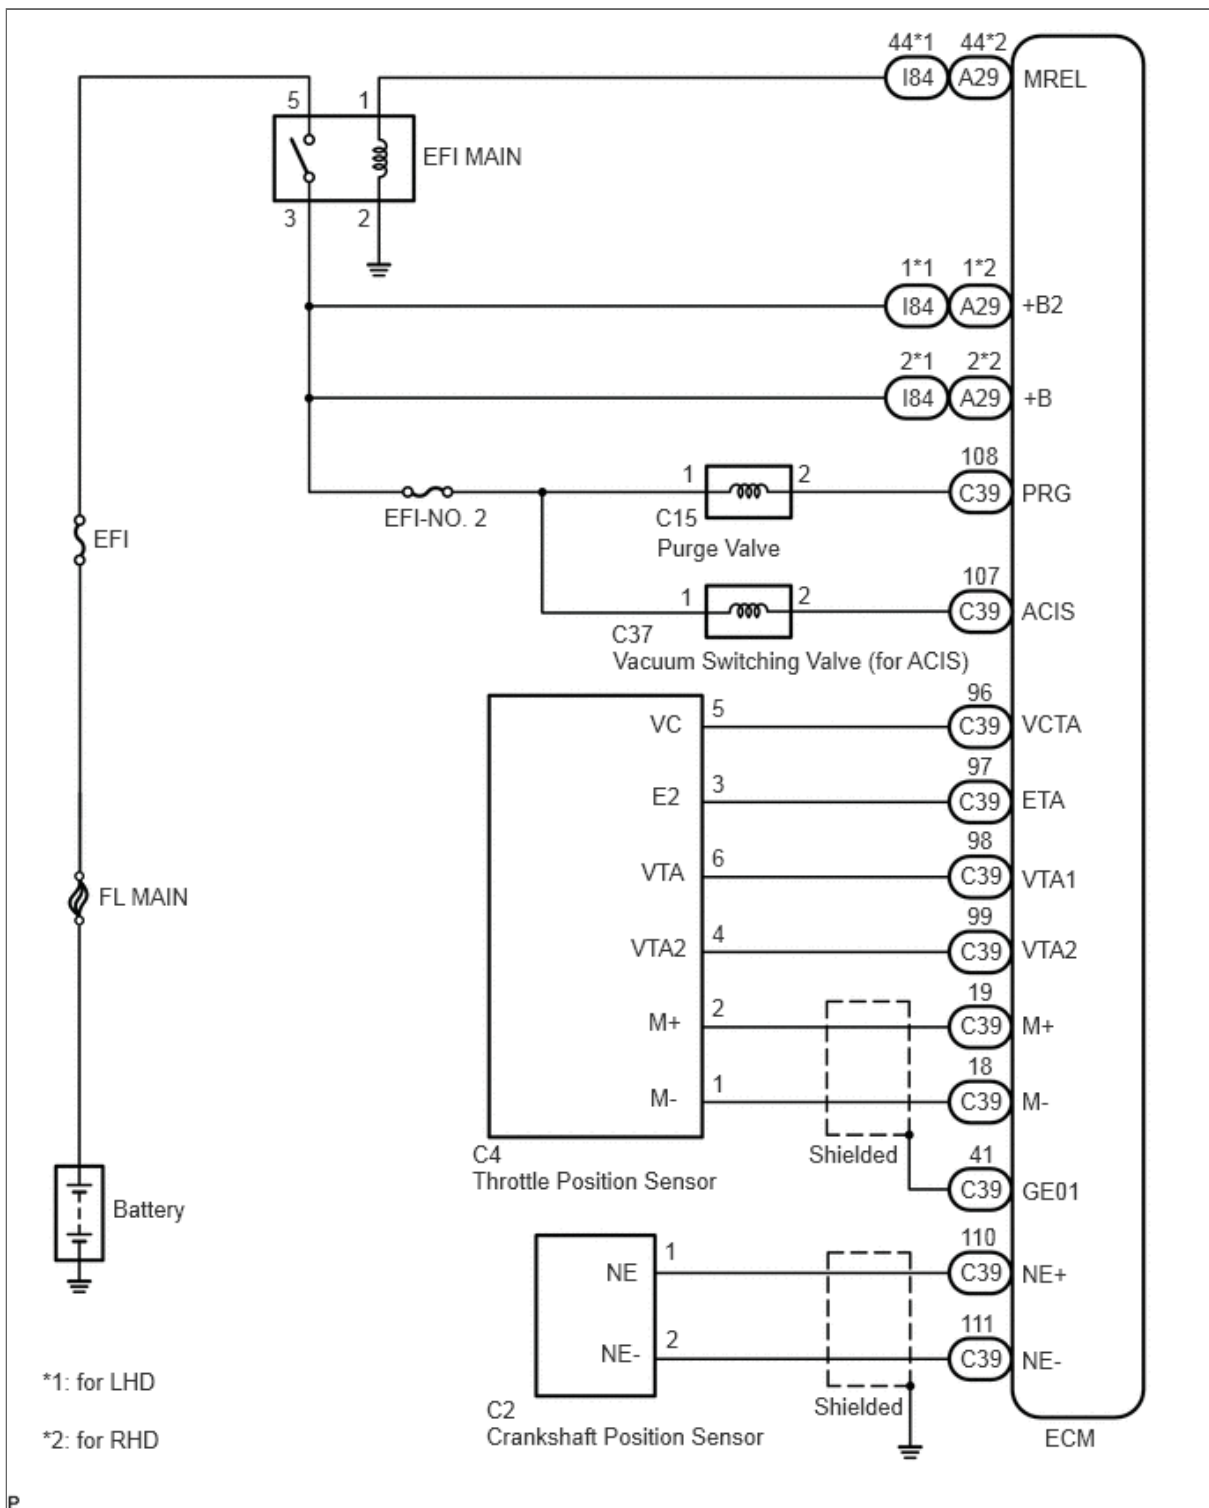 44*1 44*2
I84 A29 MREL
5 1
EFI MAIN
3 2
1*1 1*2
I84 A29 +B2
2*1 2*2
I84 A29 +B
108
1 2
C39 PRG
EFI-NO. 2
C15
Purge Valve
EFI
107
1 2
C39 ACIS
C37
Vacuum Switching Valve (for ACIS)
96
VC 5 C39 VCTA
97
E2 3 C39 ETA
98
VTA 6 C39 VTA1
FL MAIN
99
VTA2 4 C39 VTA2
19
M+ 2 C39 M+
18
M- 1 C39 M-
C4
Throttle Position Sensor
Shielded
41
C39 GE01
Battery
110
NE 1 C39 NE+
111
NE- 2 C39 NE-
C2
Crankshaft Position Sensor
Shielded
ECM
*1: for LHD
*2: for RHD
P